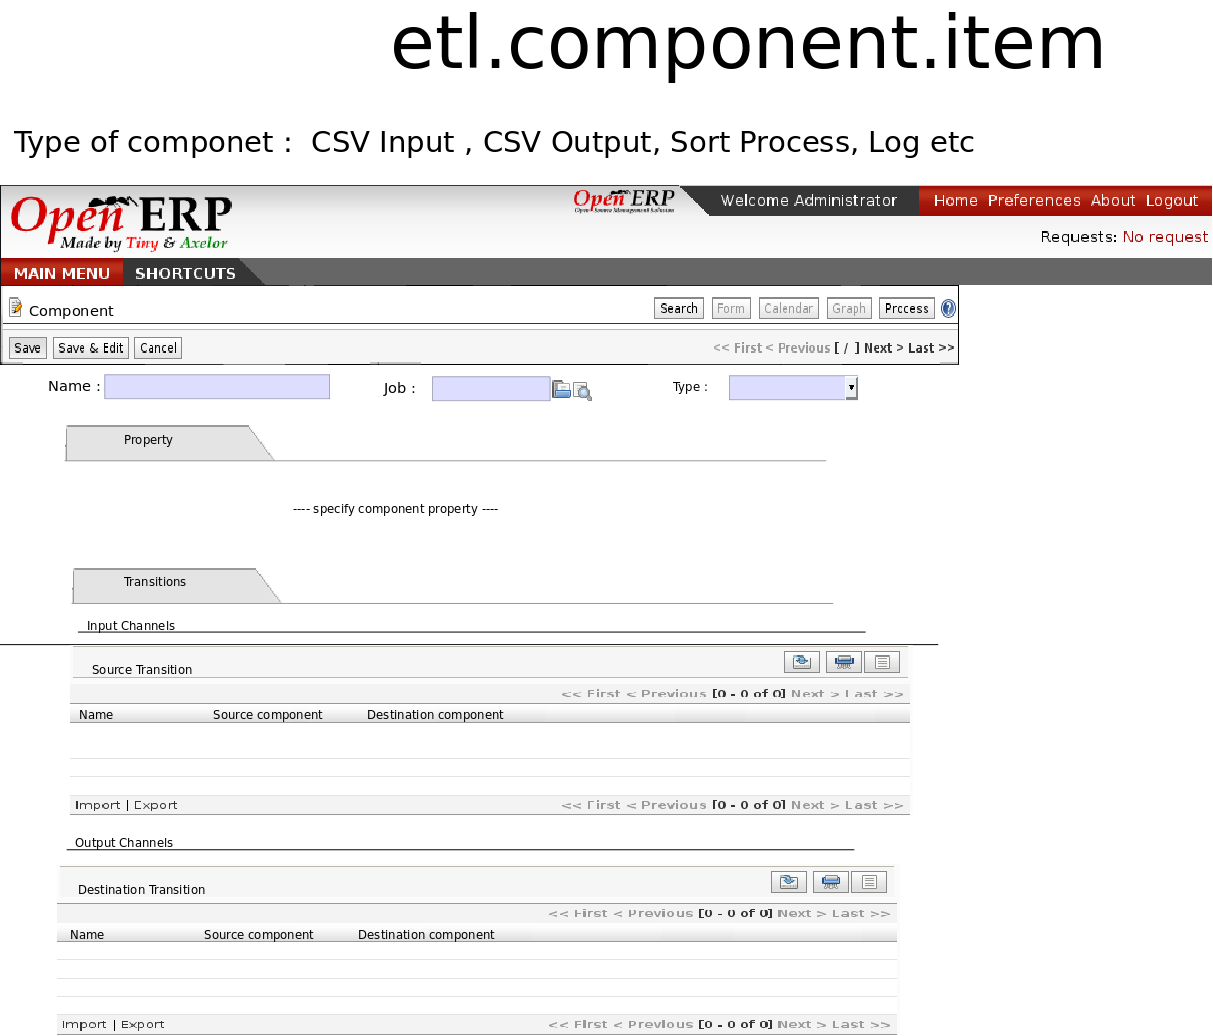 etl.component.item
Type of componet :  CSV Input , CSV Output, Sort Process, Log etc
Open ERP
Made by Tiny & Axelor
Open ERP
Welcome Administrator
Home Preferences About Logout
Requests: No request
MAIN MENU SHORTCUTS
Component
Search Form Calendar Graph Process ?
Save Save & Edit Cancel
<< First < Previous [ / ] Next > Last >>
Name : Job : Type :
Property
---- specify component property ----
Transitions
Input Channels
Source Transition
<< First < Previous [0 - 0 of 0] Next > Last >>
Name Source component Destination component
Import | Export << First < Previous [0 - 0 of 0] Next > Last >>
Output Channels
Destination Transition
<< First < Previous [0 - 0 of 0] Next > Last >>
Name Source component Destination component
Import | Export << First < Previous [0 - 0 of 0] Next > Last >>